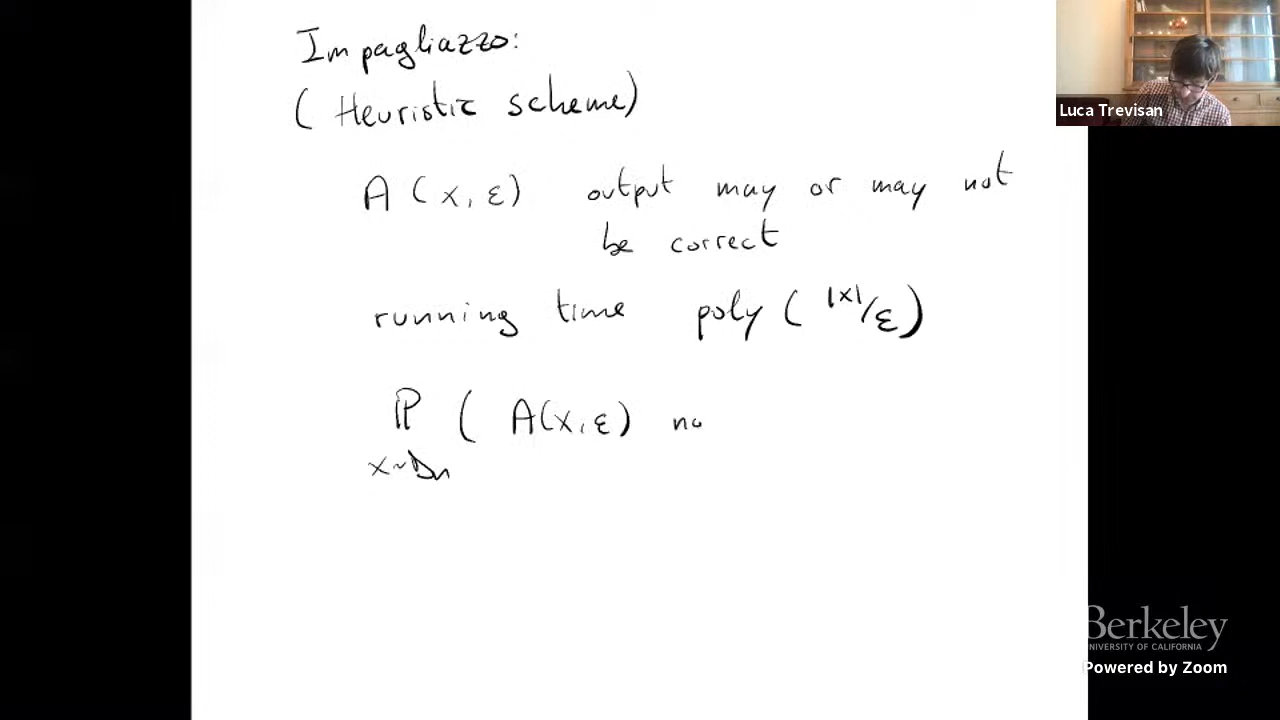 Impagliazzo:
(Heuristic scheme)
A (x, ε) output may or may not
be correct
running time poly (|x|/ε)
ℙ ( A(x, ε) no
x~Dn
Luca Trevisan
Berkeley
UNIVERSITY OF CALIFORNIA
Powered by Zoom